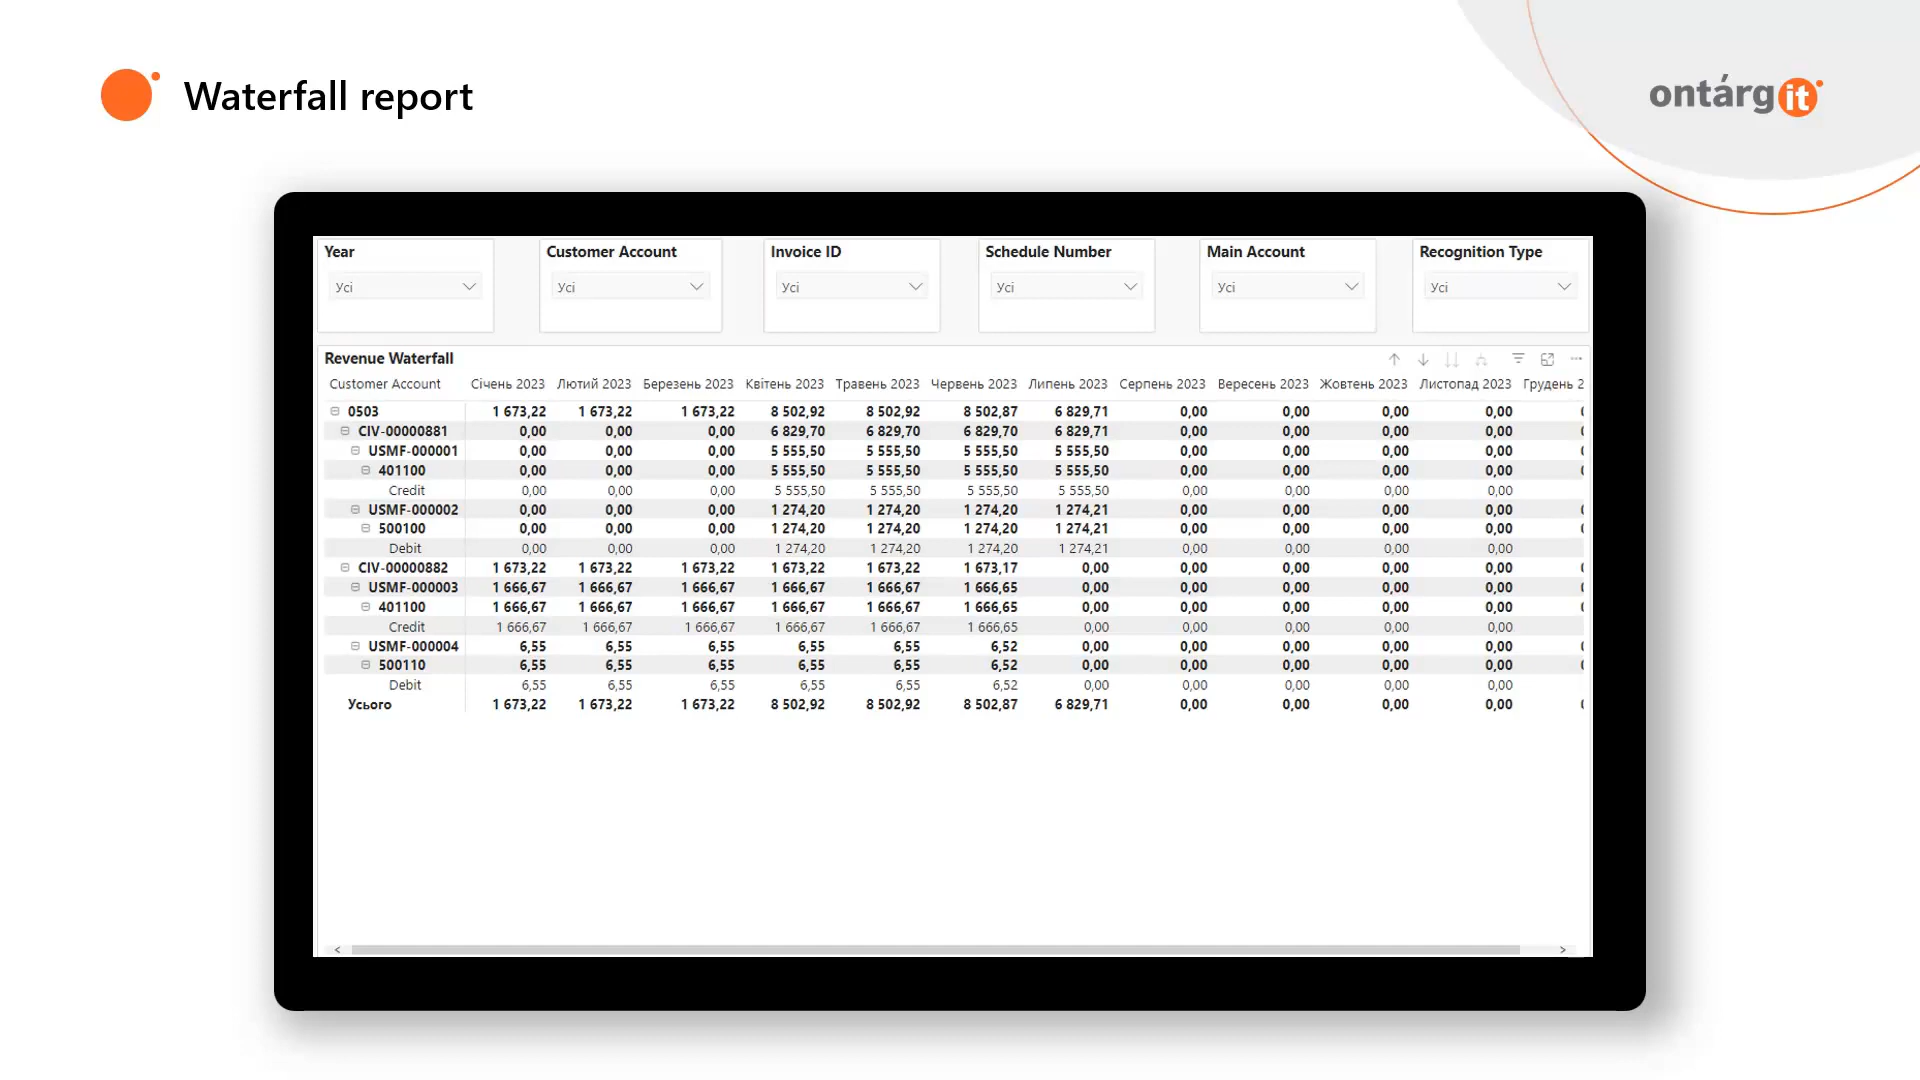 Waterfall report
ontárgit
Year Customer Account Invoice ID Schedule Number Main Account Recognition Type
Усі Усі Усі Усі Усі Усі
Revenue Waterfall
Customer Account Січень 2023 Лютий 2023 Березень 2023 Квітень 2023 Травень 2023 Червень 2023 Липень 2023 Серпень 2023 Вересень 2023 Жовтень 2023 Листопад 2023 Грудень 2
0503 1 673,22 1 673,22 1 673,22 8 502,92 8 502,92 8 502,87 6 829,71 0,00 0,00 0,00 0,00
CIV-00000881 0,00 0,00 0,00 6 829,70 6 829,70 6 829,70 6 829,71 0,00 0,00 0,00 0,00
USMF-000001 0,00 0,00 0,00 5 555,50 5 555,50 5 555,50 5 555,50 0,00 0,00 0,00 0,00
401100 0,00 0,00 0,00 5 555,50 5 555,50 5 555,50 5 555,50 0,00 0,00 0,00 0,00
Credit 0,00 0,00 0,00 5 555,50 5 555,50 5 555,50 5 555,50 0,00 0,00 0,00 0,00
USMF-000002 0,00 0,00 0,00 1 274,20 1 274,20 1 274,20 1 274,21 0,00 0,00 0,00 0,00
500100 0,00 0,00 0,00 1 274,20 1 274,20 1 274,20 1 274,21 0,00 0,00 0,00 0,00
Debit 0,00 0,00 0,00 1 274,20 1 274,20 1 274,20 1 274,21 0,00 0,00 0,00 0,00
CIV-00000882 1 673,22 1 673,22 1 673,22 1 673,22 1 673,22 1 673,17 0,00 0,00 0,00 0,00 0,00
USMF-000003 1 666,67 1 666,67 1 666,67 1 666,67 1 666,67 1 666,65 0,00 0,00 0,00 0,00 0,00
401100 1 666,67 1 666,67 1 666,67 1 666,67 1 666,67 1 666,65 0,00 0,00 0,00 0,00 0,00
Credit 1 666,67 1 666,67 1 666,67 1 666,67 1 666,67 1 666,65 0,00 0,00 0,00 0,00 0,00
USMF-000004 6,55 6,55 6,55 6,55 6,55 6,52 0,00 0,00 0,00 0,00 0,00
500110 6,55 6,55 6,55 6,55 6,55 6,52 0,00 0,00 0,00 0,00 0,00
Debit 6,55 6,55 6,55 6,55 6,55 6,52 0,00 0,00 0,00 0,00 0,00
Усього 1 673,22 1 673,22 1 673,22 8 502,92 8 502,92 8 502,87 6 829,71 0,00 0,00 0,00 0,00